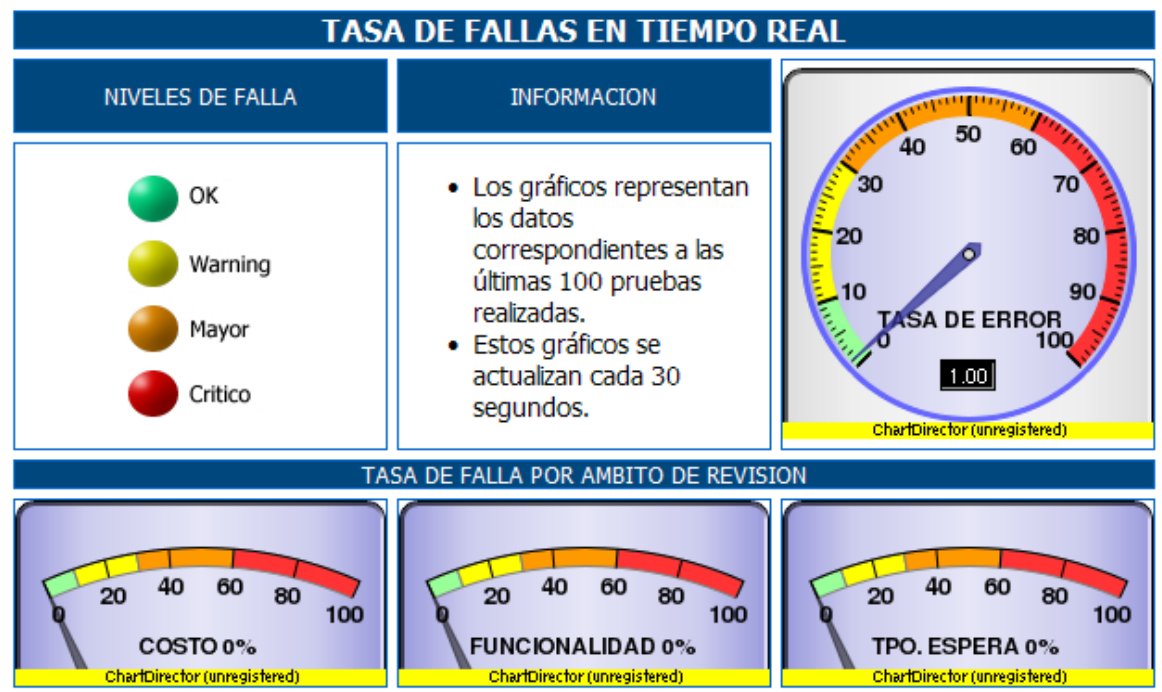 TASA DE FALLAS EN TIEMPO REAL
NIVELES DE FALLA
OK
Warning
Mayor
Critico
INFORMACION
• Los gráficos representan
los datos
correspondientes a las
últimas 100 pruebas
realizadas.
• Estos gráficos se
actualizan cada 30
segundos.
0
10
20
30
40
50
60
70
80
90
100
TASA DE ERROR
1.00
ChartDirector (unregistered)
TASA DE FALLA POR AMBITO DE REVISION
0 20 40 60 80 100
COSTO 0%
ChartDirector (unregistered)
0 20 40 60 80 100
FUNCIONALIDAD 0%
ChartDirector (unregistered)
0 20 40 60 80 100
TPO. ESPERA 0%
ChartDirector (unregistered)